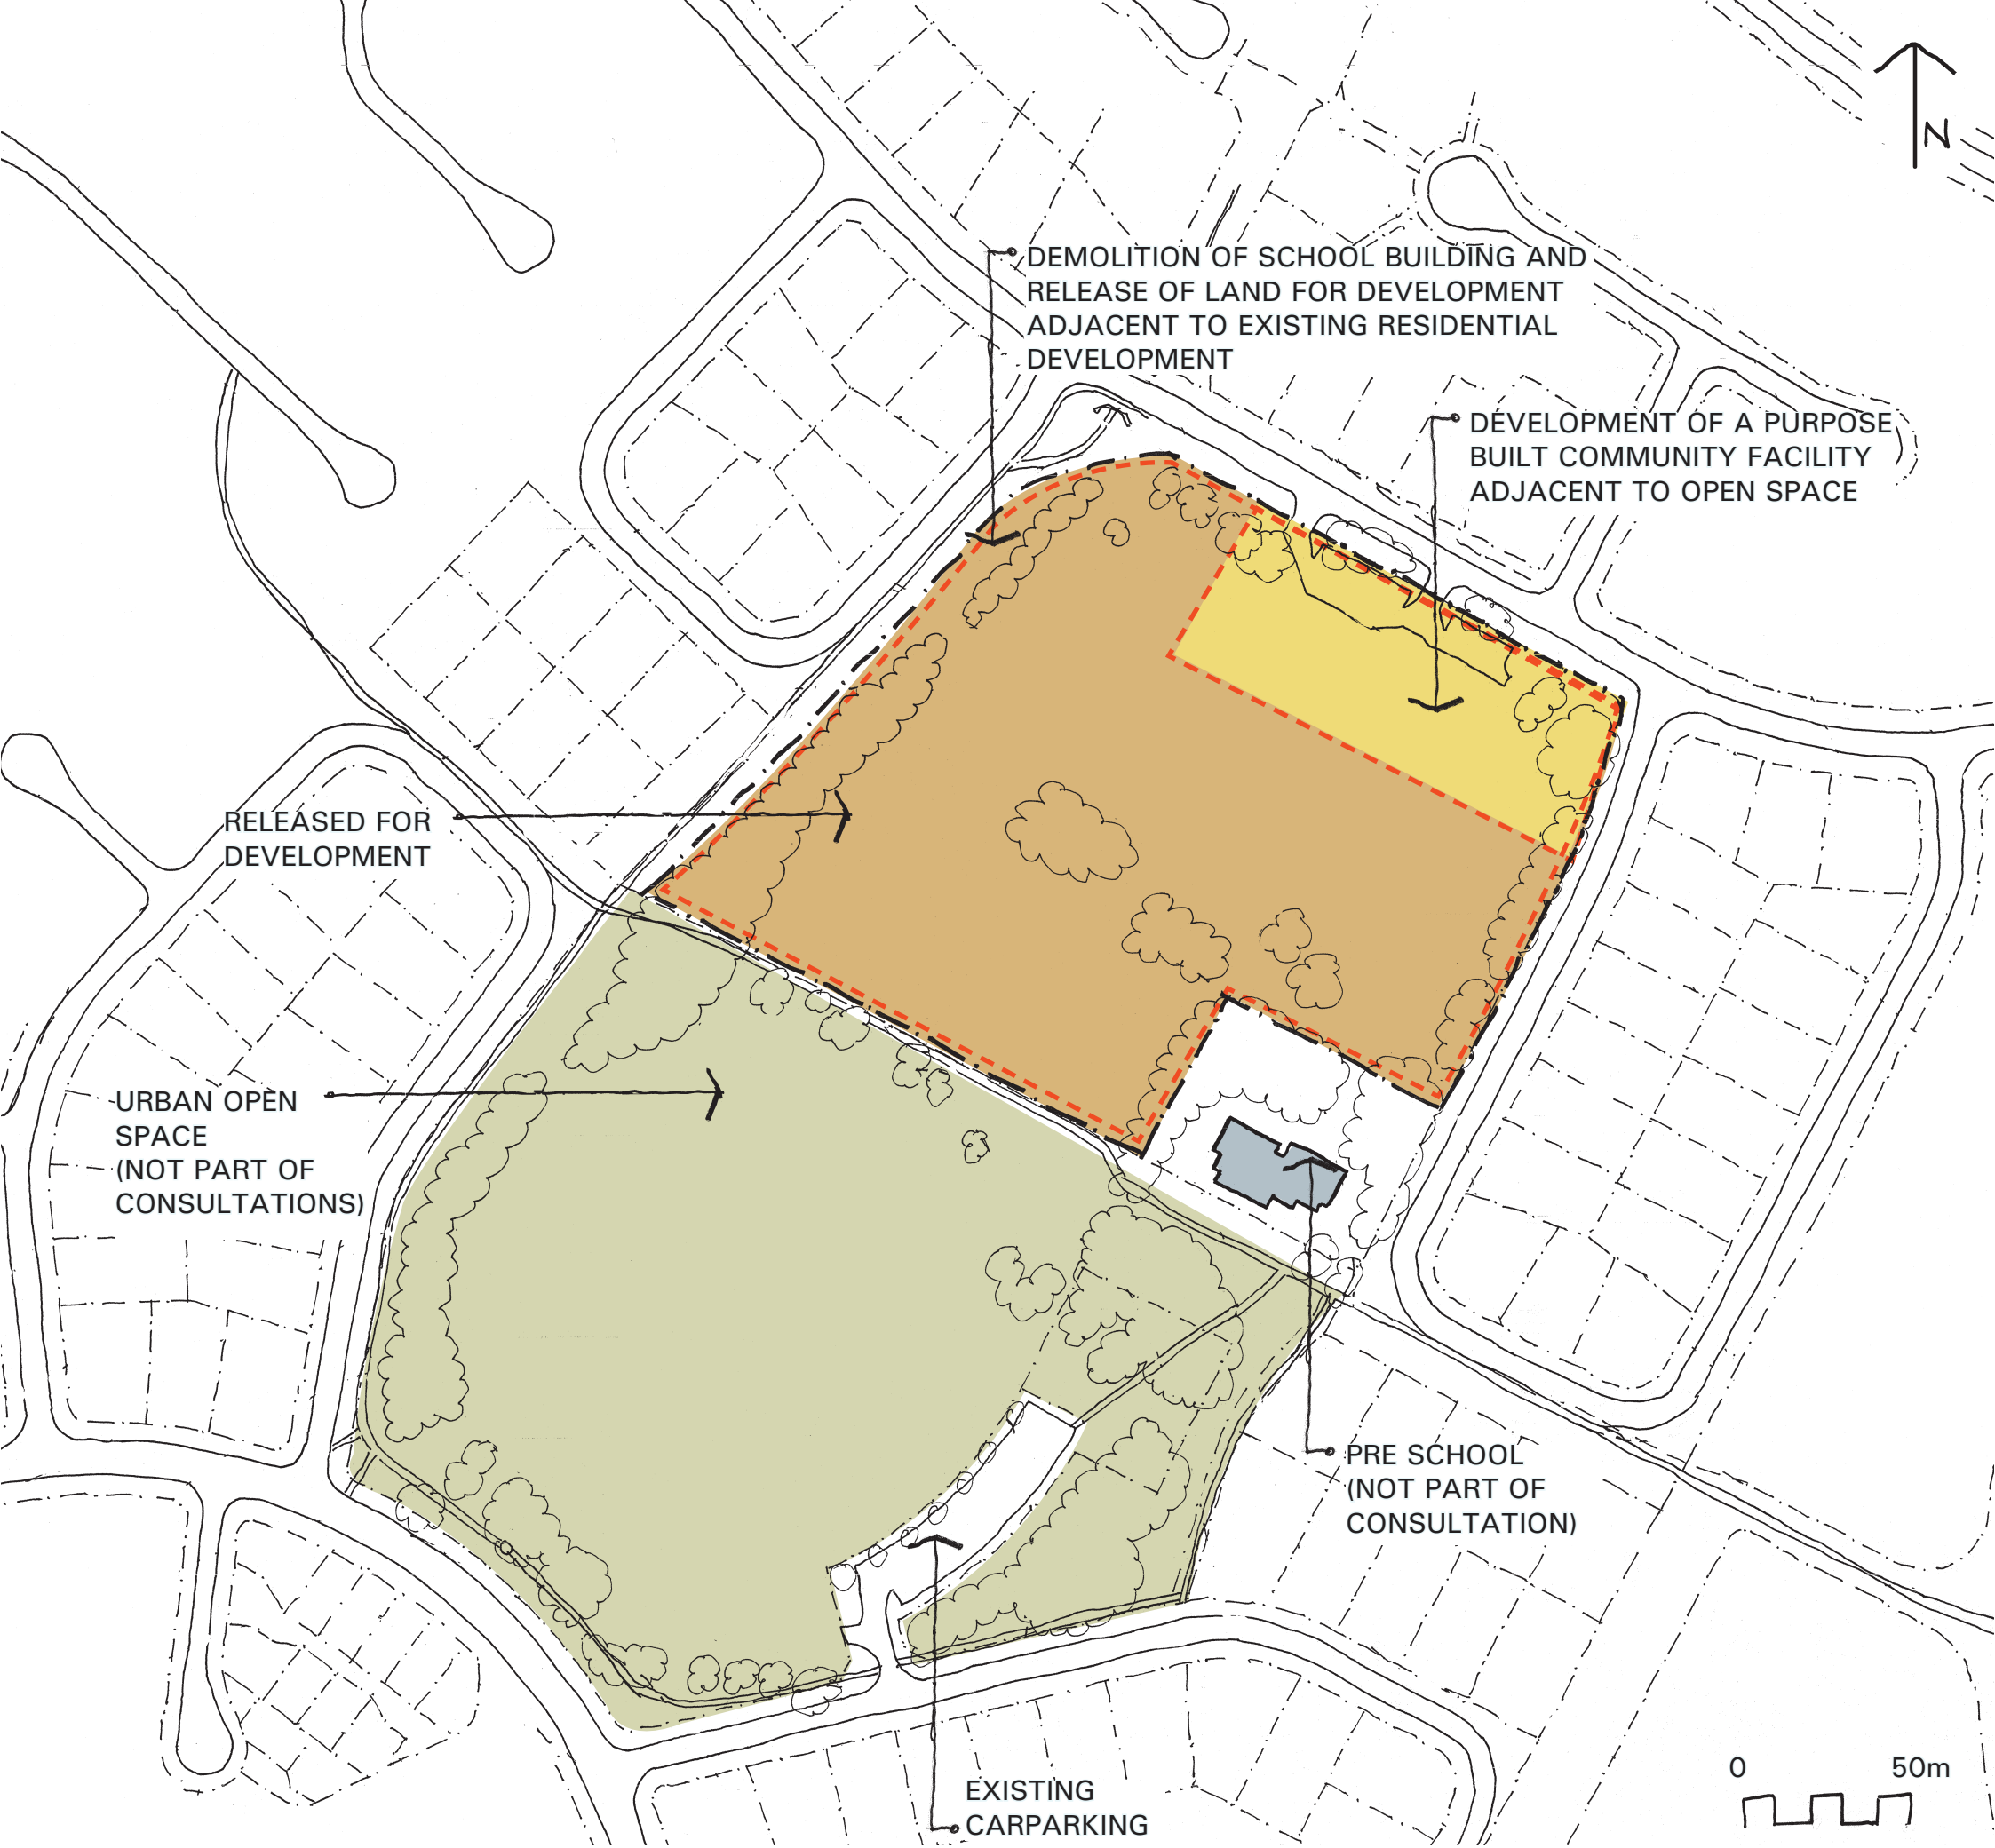 N
DEMOLITION OF SCHOOL BUILDING AND
RELEASE OF LAND FOR DEVELOPMENT
ADJACENT TO EXISTING RESIDENTIAL
DEVELOPMENT
DEVELOPMENT OF A PURPOSE
BUILT COMMUNITY FACILITY
ADJACENT TO OPEN SPACE
RELEASED FOR
DEVELOPMENT
URBAN OPEN
SPACE
(NOT PART OF
CONSULTATIONS)
PRE SCHOOL
(NOT PART OF
CONSULTATION)
EXISTING
CARPARKING
0 50m